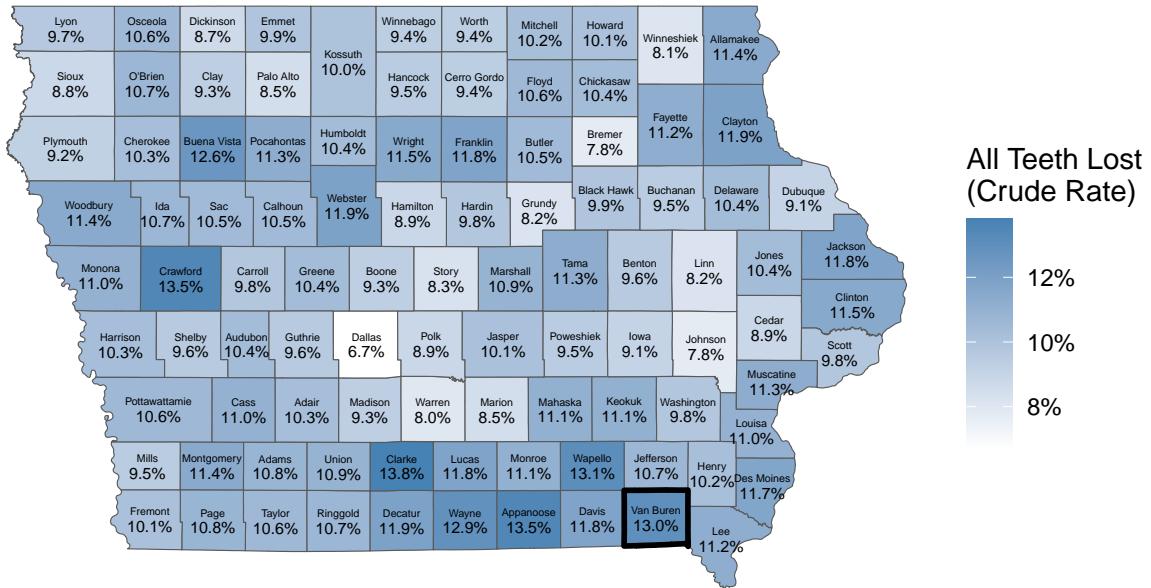 Lyon
9.7%
Osceola
10.6%
Dickinson
8.7%
Emmet
9.9%
Winnebago
9.4%
Worth
9.4%
Mitchell
10.2%
Howard
10.1%
Winneshiek
8.1%
Allamakee
11.4%
Kossuth
10.0%
Sioux
8.8%
O'Brien
10.7%
Clay
9.3%
Palo Alto
8.5%
Hancock
9.5%
Cerro Gordo
9.4%
Floyd
10.6%
Chickasaw
10.4%
Fayette
11.2%
Clayton
11.9%
Plymouth
9.2%
Cherokee
10.3%
Buena Vista
12.6%
Pocahontas
11.3%
Humboldt
10.4%
Wright
11.5%
Franklin
11.8%
Butler
10.5%
Bremer
7.8%
Woodbury
11.4%
Ida
10.7%
Sac
10.5%
Calhoun
10.5%
Webster
11.9%
Hamilton
8.9%
Hardin
9.8%
Grundy
8.2%
Black Hawk
9.9%
Buchanan
9.5%
Delaware
10.4%
Dubuque
9.1%
Monona
11.0%
Crawford
13.5%
Carroll
9.8%
Greene
10.4%
Boone
9.3%
Story
8.3%
Marshall
10.9%
Tama
11.3%
Benton
9.6%
Linn
8.2%
Jones
10.4%
Jackson
11.8%
Clinton
11.5%
Harrison
10.3%
Shelby
9.6%
Audubon
10.4%
Guthrie
9.6%
Dallas
6.7%
Polk
8.9%
Jasper
10.1%
Poweshiek
9.5%
Iowa
9.1%
Johnson
7.8%
Cedar
8.9%
Scott
9.8%
Muscatine
11.3%
Pottawattamie
10.6%
Cass
11.0%
Adair
10.3%
Madison
9.3%
Warren
8.0%
Marion
8.5%
Mahaska
11.1%
Keokuk
11.1%
Washington
9.8%
Louisa
11.0%
Mills
9.5%
Montgomery
11.4%
Adams
10.8%
Union
10.9%
Clarke
13.8%
Lucas
11.8%
Monroe
11.1%
Wapello
13.1%
Jefferson
10.7%
Henry
10.2%
Des Moines
11.7%
Fremont
10.1%
Page
10.8%
Taylor
10.6%
Ringgold
10.7%
Decatur
11.9%
Wayne
12.9%
Appanoose
13.5%
Davis
11.8%
Van Buren
13.0%
Lee
11.2%
All Teeth Lost
(Crude Rate)
12%
10%
8%